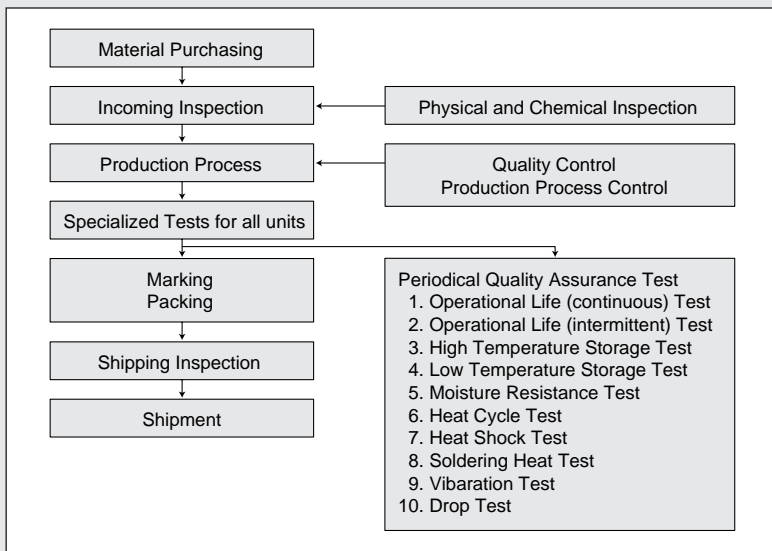 Material Purchasing
Incoming Inspection
Physical and Chemical Inspection
Production Process
Quality Control
Production Process Control
Specialized Tests for all units
Marking
Packing
Shipping Inspection
Shipment
Periodical Quality Assurance Test
1. Operational Life (continuous) Test
2. Operational Life (intermittent) Test
3. High Temperature Storage Test
4. Low Temperature Storage Test
5. Moisture Resistance Test
6. Heat Cycle Test
7. Heat Shock Test
8. Soldering Heat Test
9. Vibaration Test
10. Drop Test